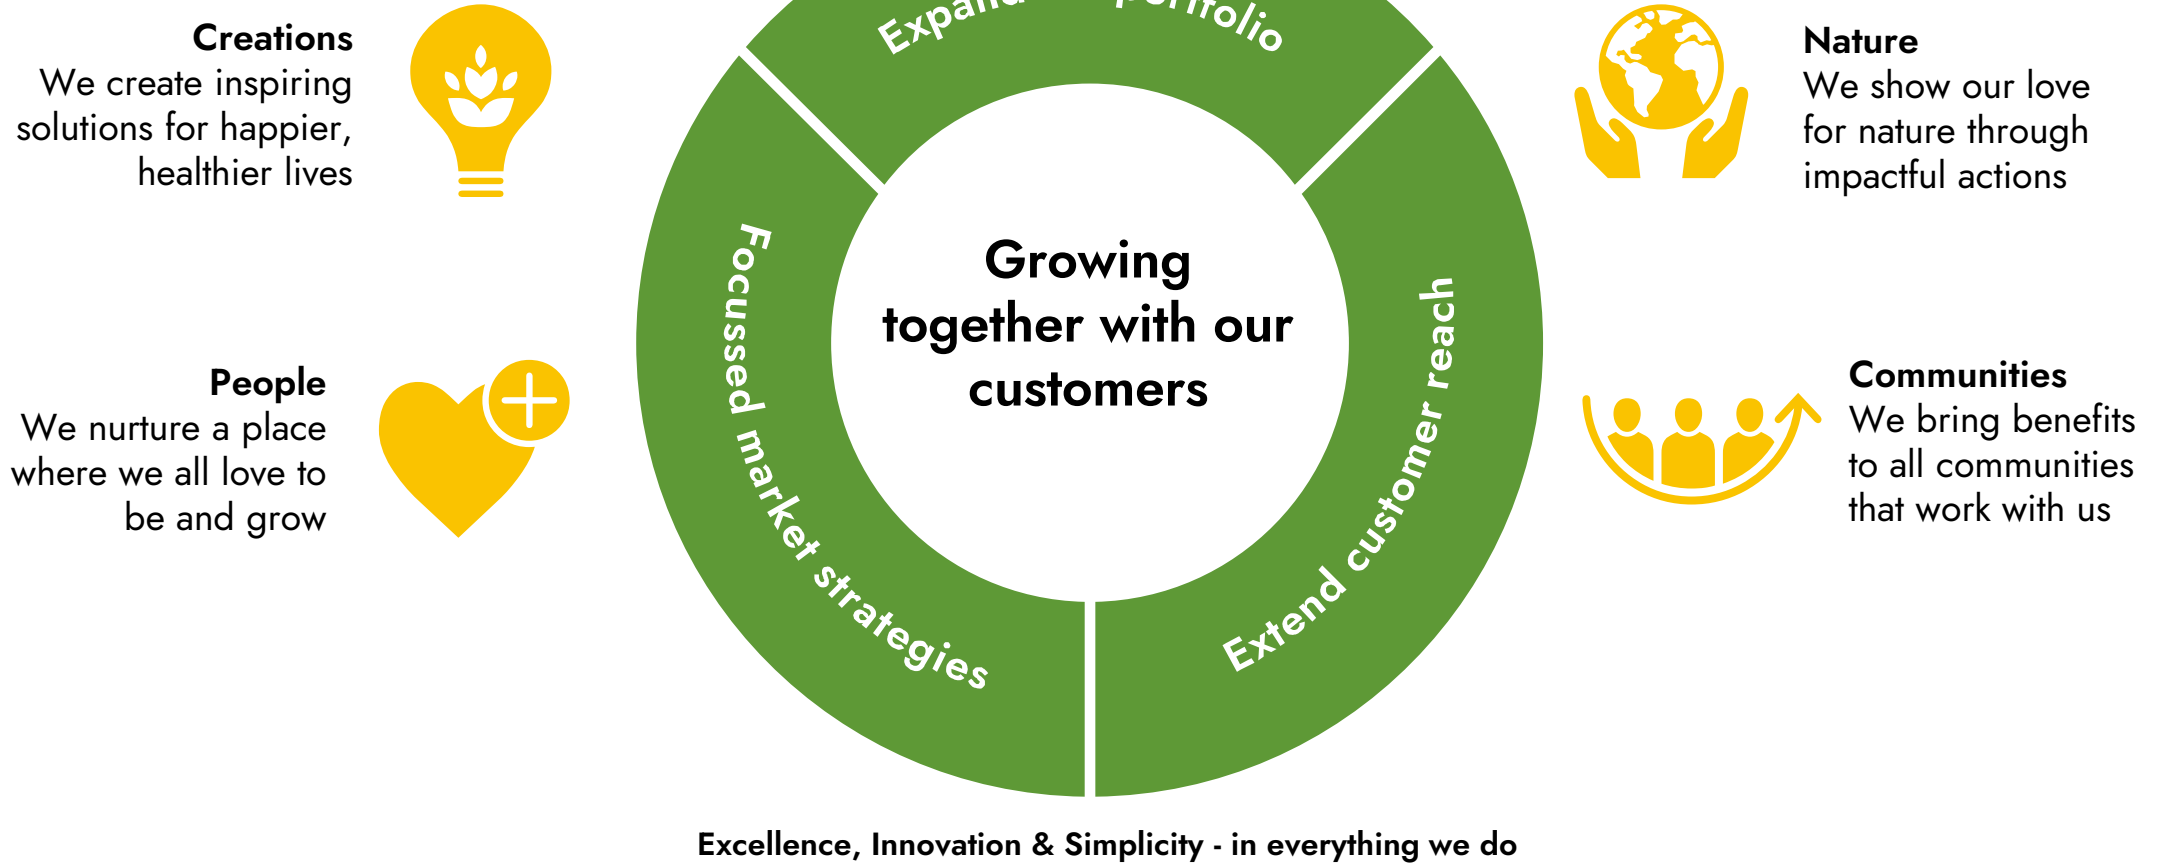 Creations
We create inspiring
solutions for happier,
healthier lives
People
We nurture a place
where we all love to
be and grow
Expand portfolio
Focussed market strategies
Extend customer reach
Growing
together with our
customers
Nature
We show our love
for nature through
impactful actions
Communities
We bring benefits
to all communities
that work with us
Excellence, Innovation & Simplicity - in everything we do